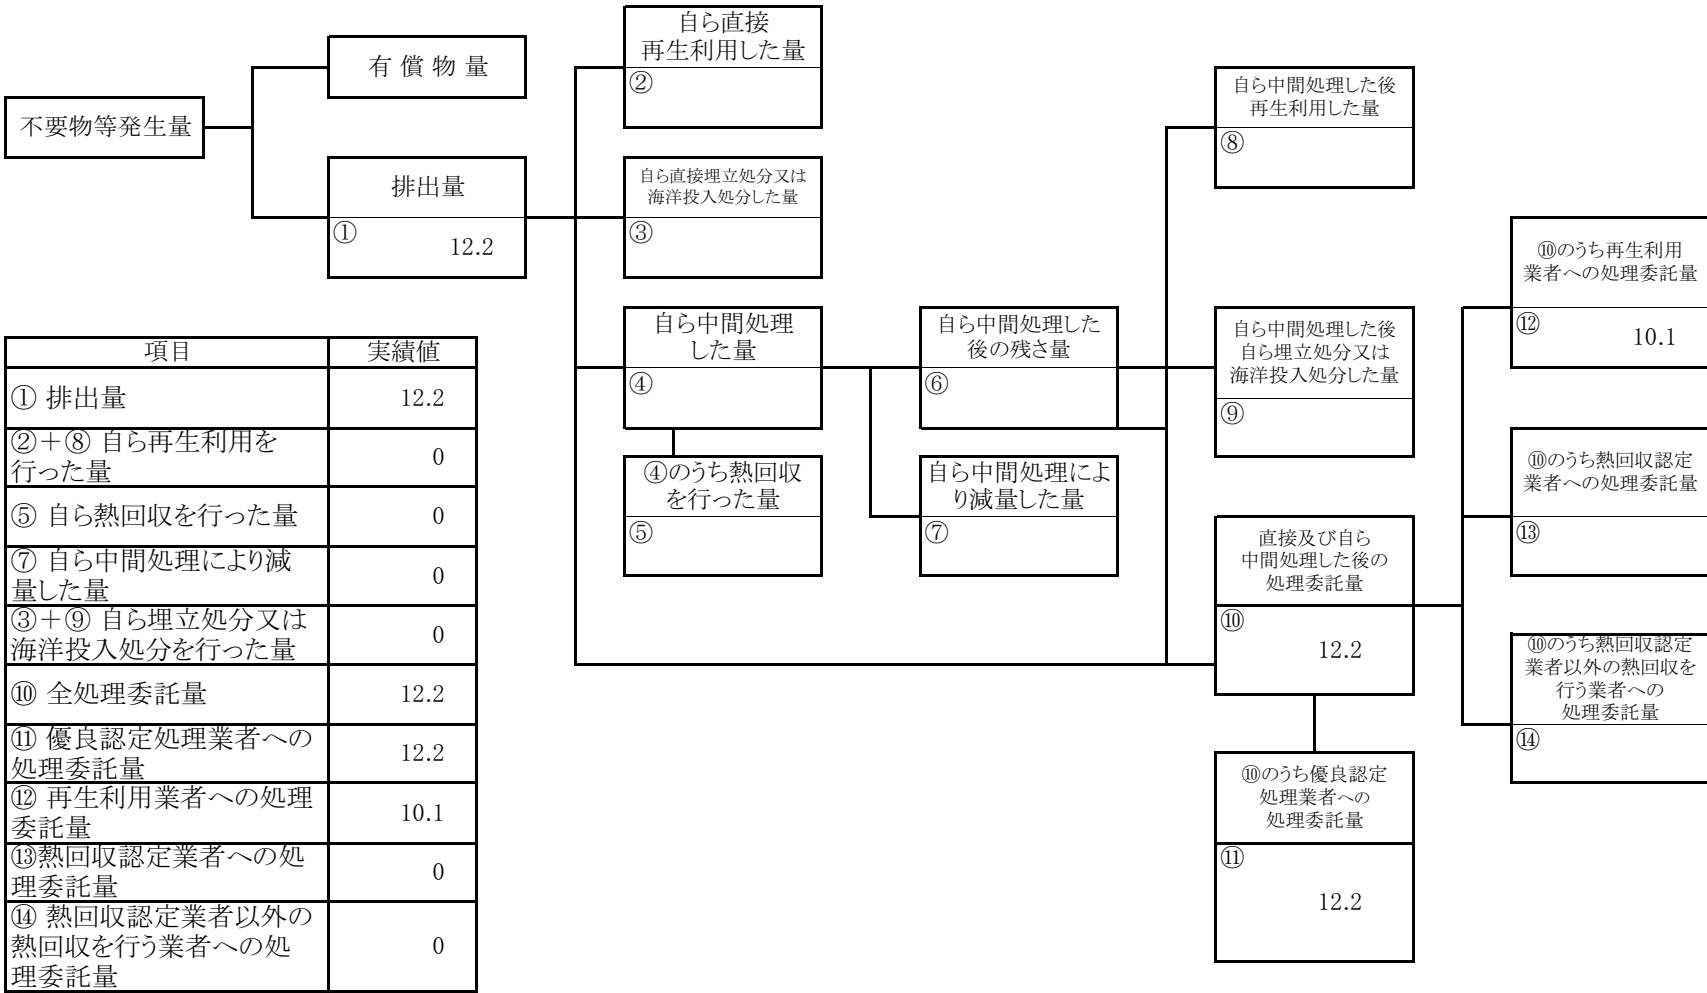 不要物等発生量
有償物量
排出量
①
12.2
自ら直接
再生利用した量
②
自ら直接埋立処分又は
海洋投入処分した量
③
自ら中間処理
した量
④
④のうち熱回収
を行った量
⑤
自ら中間処理した
後の残さ量
⑥
自ら中間処理によ
り減量した量
⑦
自ら中間処理した後
再生利用した量
⑧
自ら中間処理した後
自ら埋立処分又は
海洋投入処分した量
⑨
直接及び自ら
中間処理した後の
処理委託量
⑩
12.2
⑩のうち優良認定
処理業者への
処理委託量
⑪
12.2
⑩のうち再生利用
業者への処理委託量
⑫
10.1
⑩のうち熱回収認定
業者への処理委託量
⑬
⑩のうち熱回収認定
業者以外の熱回収を
行う業者への
処理委託量
⑭
項目 実績値
① 排出量 12.2
②＋⑧ 自ら再生利用を
行った量 0
⑤ 自ら熱回収を行った量 0
⑦ 自ら中間処理により減
量した量 0
③＋⑨ 自ら埋立処分又は
海洋投入処分を行った量 0
⑩ 全処理委託量 12.2
⑪ 優良認定処理業者への
処理委託量 12.2
⑫ 再生利用業者への処理
委託量 10.1
⑬熱回収認定業者への処
理委託量 0
⑭ 熱回収認定業者以外の
熱回収を行う業者への処
理委託量 0